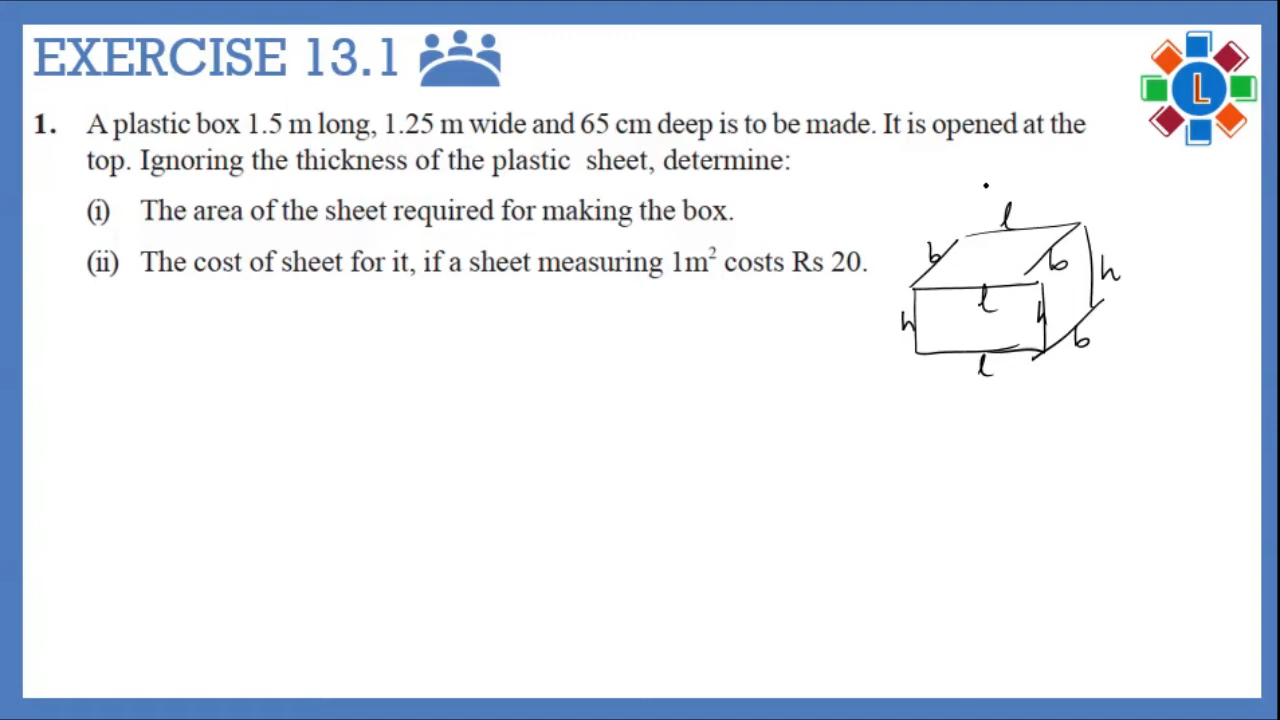 EXERCISE 13.1
L
1. A plastic box 1.5 m long, 1.25 m wide and 65 cm deep is to be made. It is opened at the
top. Ignoring the thickness of the plastic sheet, determine:
(i) The area of the sheet required for making the box.
(ii) The cost of sheet for it, if a sheet measuring 1m² costs Rs 20.
l
b
b
h
l
h
h
b
l